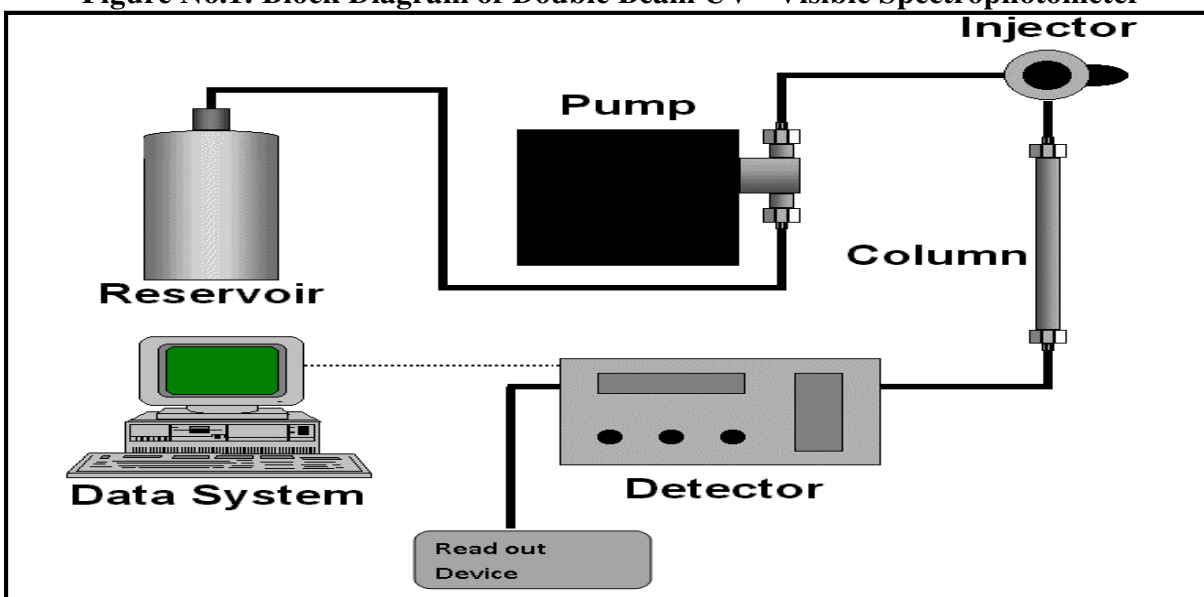 Figure No.1: Block Diagram of Double Beam UV – Visible Spectrophotometer
Injector
Pump
Column
Reservoir
Data System
Detector
Read out
Device